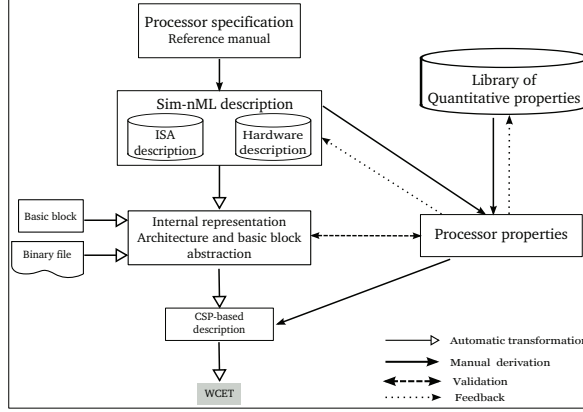 Processor specification
Reference manual
Sim-nML description
ISA
description
Hardware
description
Library of
Quantitative properties
Basic block
Binary file
Internal representation
Architecture and basic block
abstraction
Processor properties
CSP-based
description
WCET
Automatic transformation
Manual derivation
Validation
Feedback